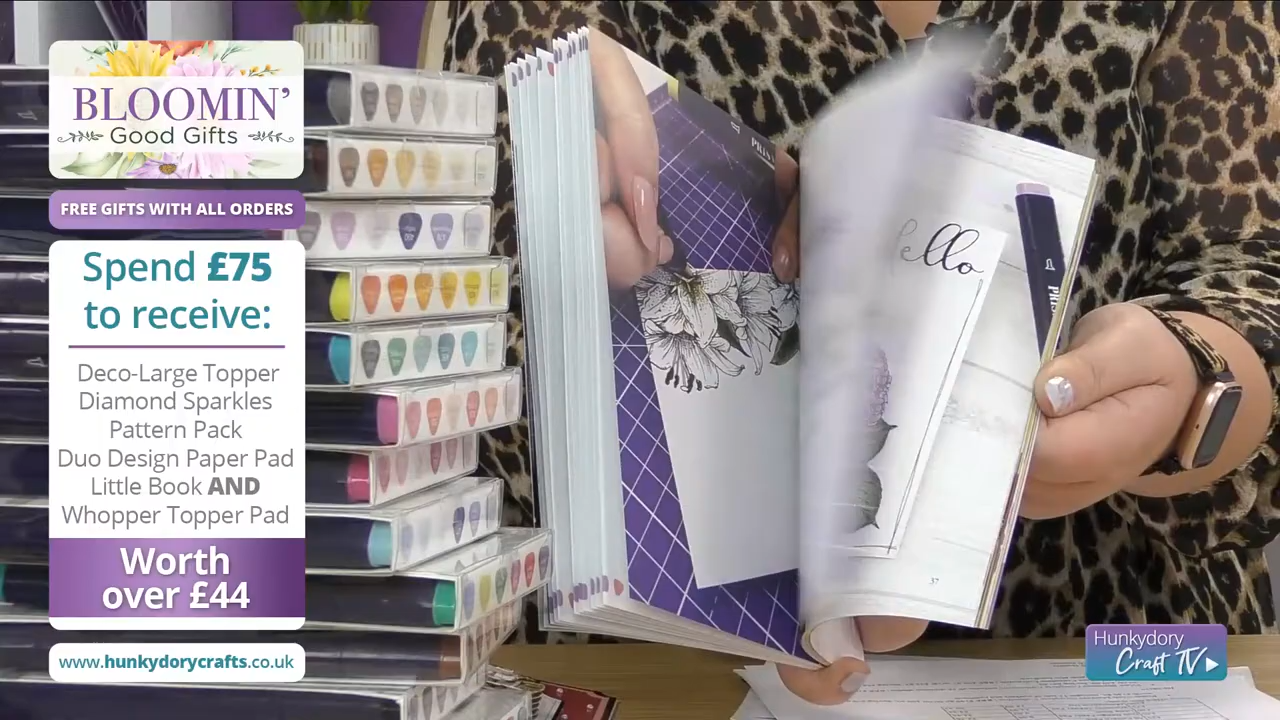 BLOOMIN'
Good Gifts
FREE GIFTS WITH ALL ORDERS
Spend £75
to receive:
Deco-Large Topper
Diamond Sparkles
Pattern Pack
Duo Design Paper Pad
Little Book AND
Whopper Topper Pad
Worth
over £44
www.hunkydorycrafts.co.uk
hello
37
Hunkydory
Craft TV